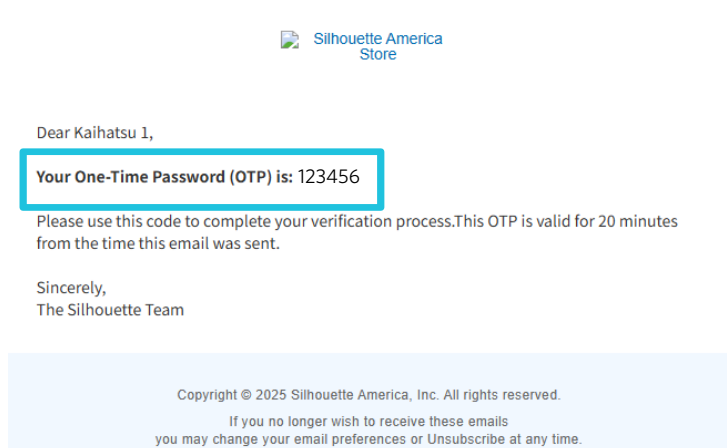 Silhouette America
Store
Dear Kaihatsu 1,
Your One-Time Password (OTP) is: 123456
Please use this code to complete your verification process.This OTP is valid for 20 minutes
from the time this email was sent.
Sincerely,
The Silhouette Team
Copyright © 2025 Silhouette America, Inc. All rights reserved.
If you no longer wish to receive these emails
you may change your email preferences or Unsubscribe at any time.